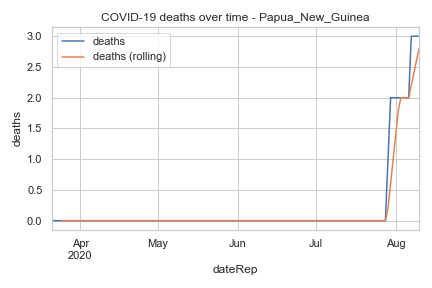 COVID-19 deaths over time - Papua_New_Guinea
deaths
deaths (rolling)
3.0
2.5
2.0
1.5
1.0
0.5
0.0
deaths
Apr
2020
May
Jun
Jul
Aug
dateRep